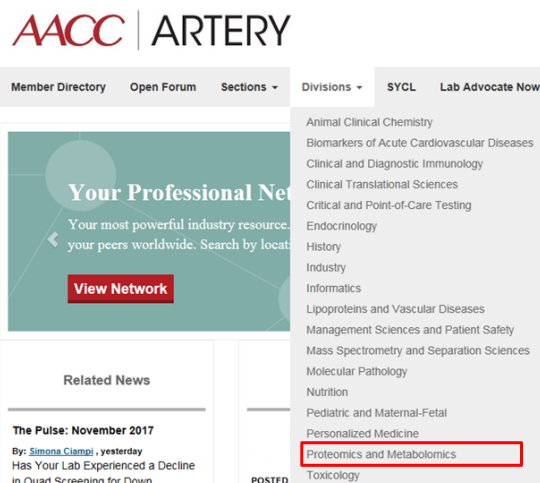 AACC | ARTERY
Member Directory Open Forum Sections Divisions SYCL Lab Advocate Now
Animal Clinical Chemistry
Biomarkers of Acute Cardiovascular Diseases
Clinical and Diagnostic Immunology
Clinical Translational Sciences
Critical and Point-of-Care Testing
Endocrinology
History
Industry
Informatics
Lipoproteins and Vascular Diseases
Management Sciences and Patient Safety
Mass Spectrometry and Separation Sciences
Molecular Pathology
Nutrition
Pediatric and Maternal-Fetal
Personalized Medicine
Proteomics and Metabolomics
Toxicology
Your Professional Net
Your most powerful industry resource.
your peers worldwide. Search by locat
View Network
Related News
The Pulse: November 2017
By: Simona Ciampi , yesterday
Has Your Lab Experienced a Decline
in Quad Screening for Down
POSTED